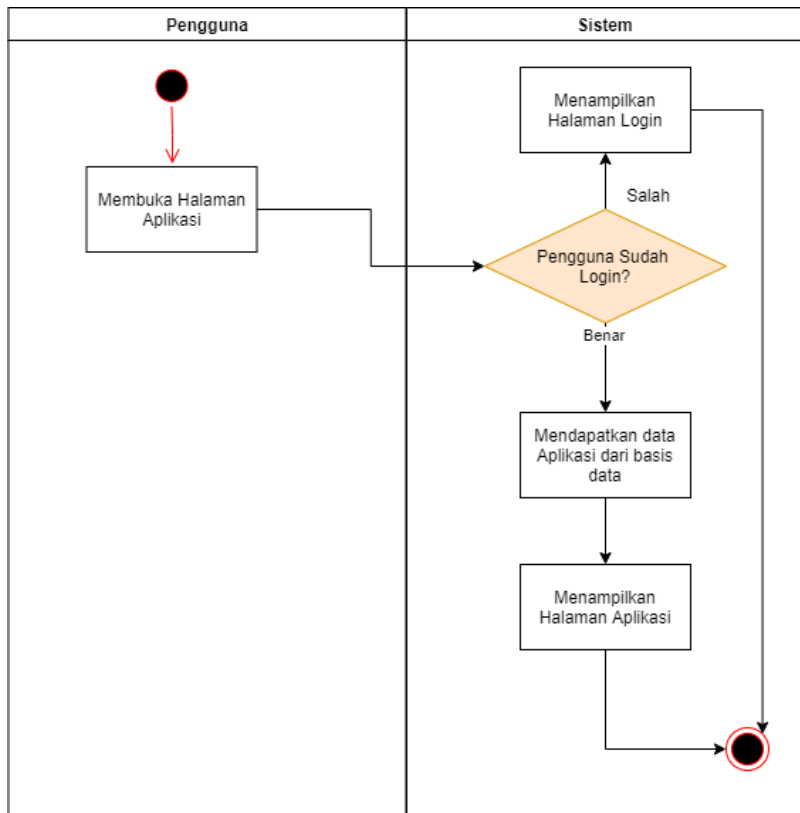 Pengguna
Sistem
Membuka Halaman
Aplikasi
Menampilkan
Halaman Login
Salah
Pengguna Sudah
Login?
Benar
Mendapatkan data
Aplikasi dari basis
data
Menampilkan
Halaman Aplikasi